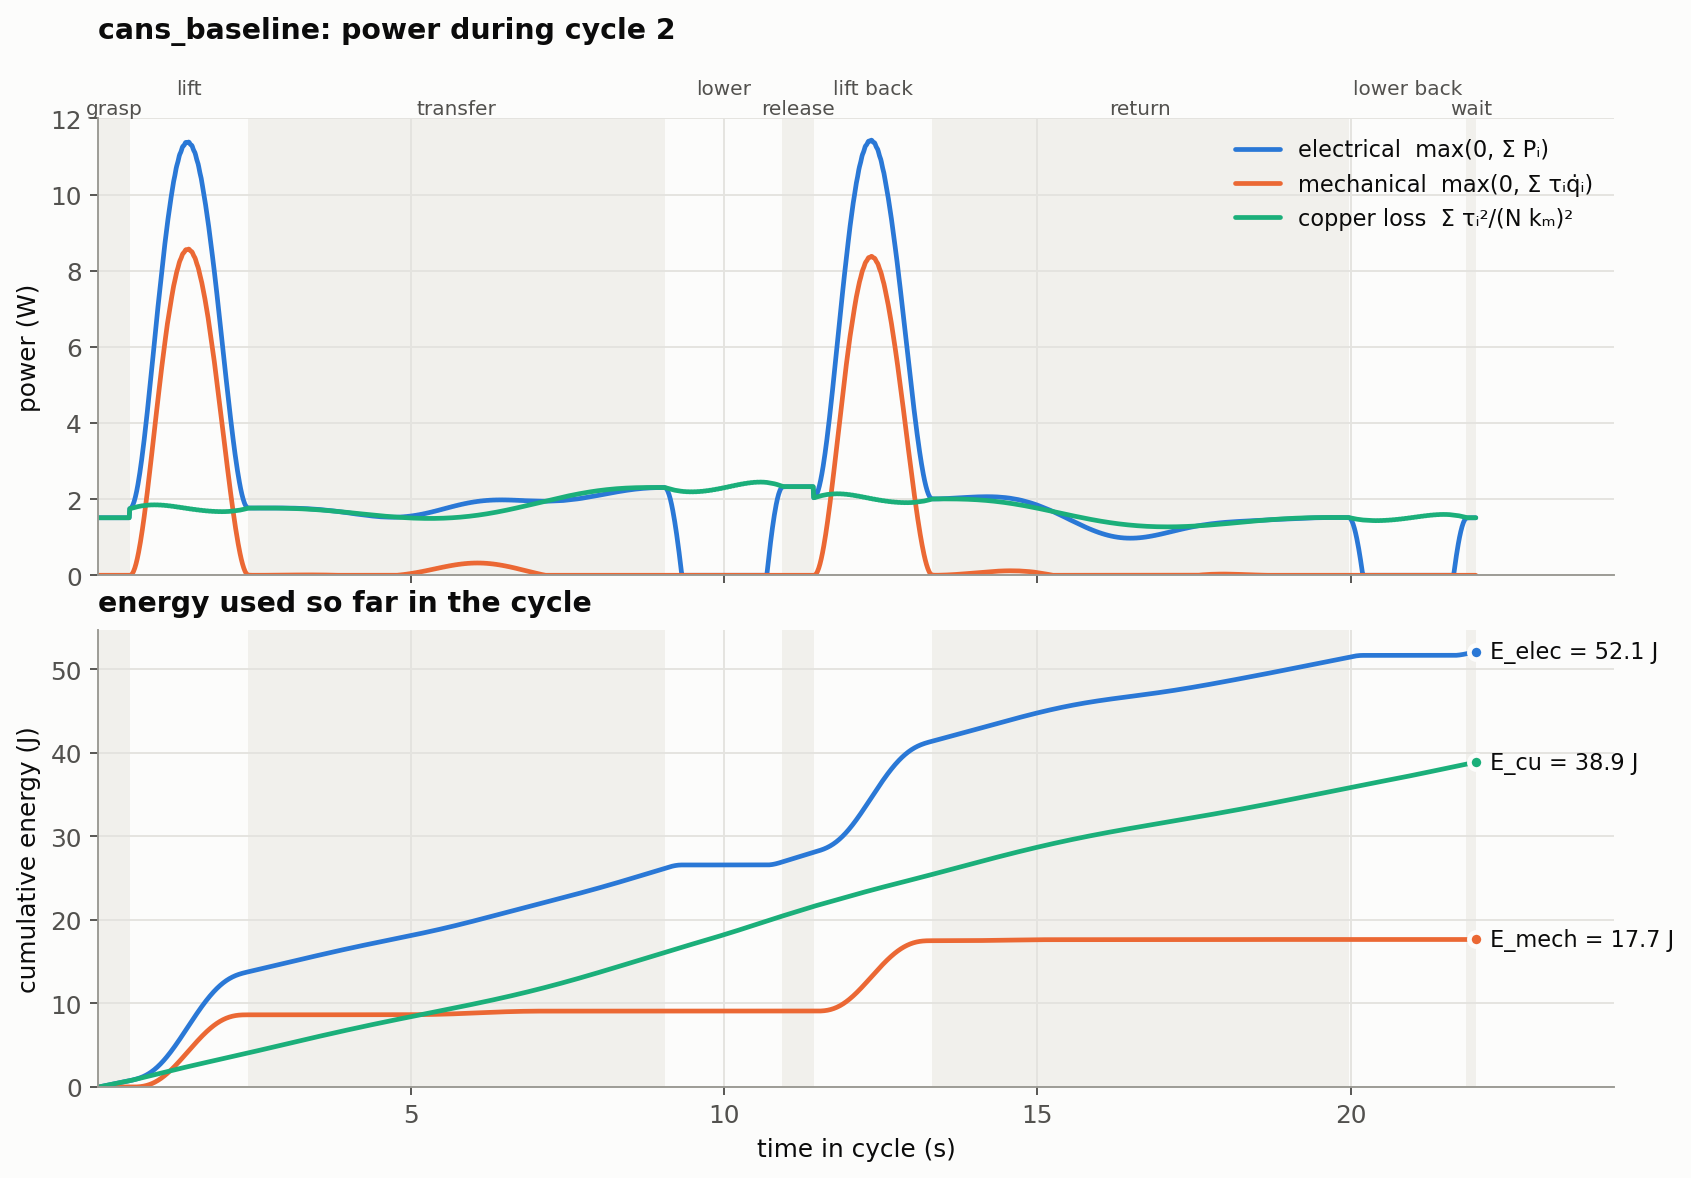 cans_baseline: power during cycle 2
lift
lower
lift back
lower back
grasp
transfer
release
return
wait
12
10
8
6
4
2
0
power (W)
electrical  max(0, Σ Pᵢ)
mechanical  max(0, Σ τᵢq̇ᵢ)
copper loss  Σ τᵢ²/(N kₘ)²
energy used so far in the cycle
50
40
30
20
10
0
cumulative energy (J)
E_elec = 52.1 J
E_cu = 38.9 J
E_mech = 17.7 J
5
10
15
20
time in cycle (s)